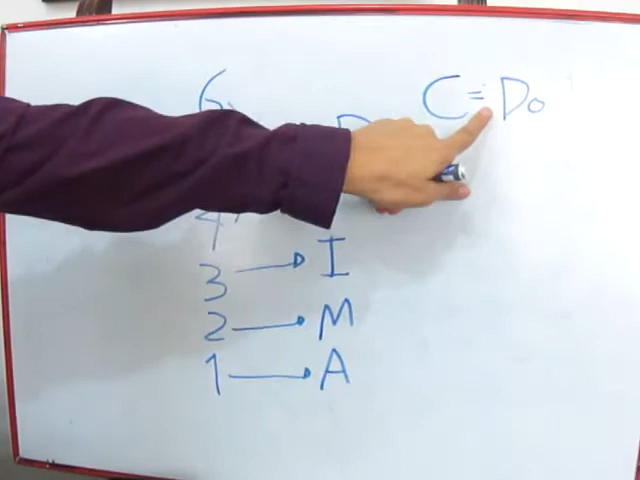 C = Do
6
4
3 → I
2 → M
1 → A